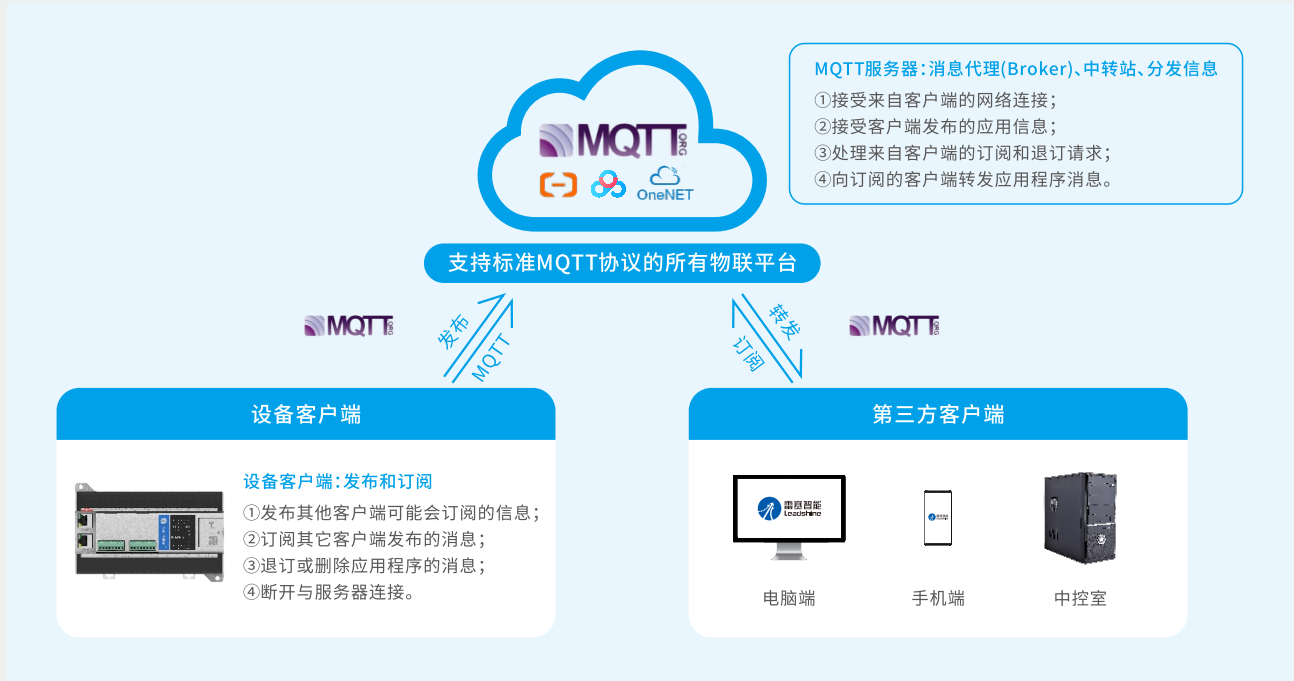 MQTT服务器：消息代理(Broker)、中转站、分发信息
①接受来自客户端的网络连接；
②接受客户端发布的应用信息；
③处理来自客户端的订阅和退订请求；
④向订阅的客户端转发应用程序消息。
MQTT.ORG
OneNET
支持标准MQTT协议的所有物联平台
MQTT.ORG
发布
MQTT
转发
订阅
MQTT.ORG
设备客户端
设备客户端：发布和订阅
①发布其他客户端可能会订阅的信息；
②订阅其它客户端发布的消息；
③退订或删除应用程序的消息；
④断开与服务器连接。
第三方客户端
雷赛智能
Leadshine
雷赛智能
电脑端
手机端
中控室